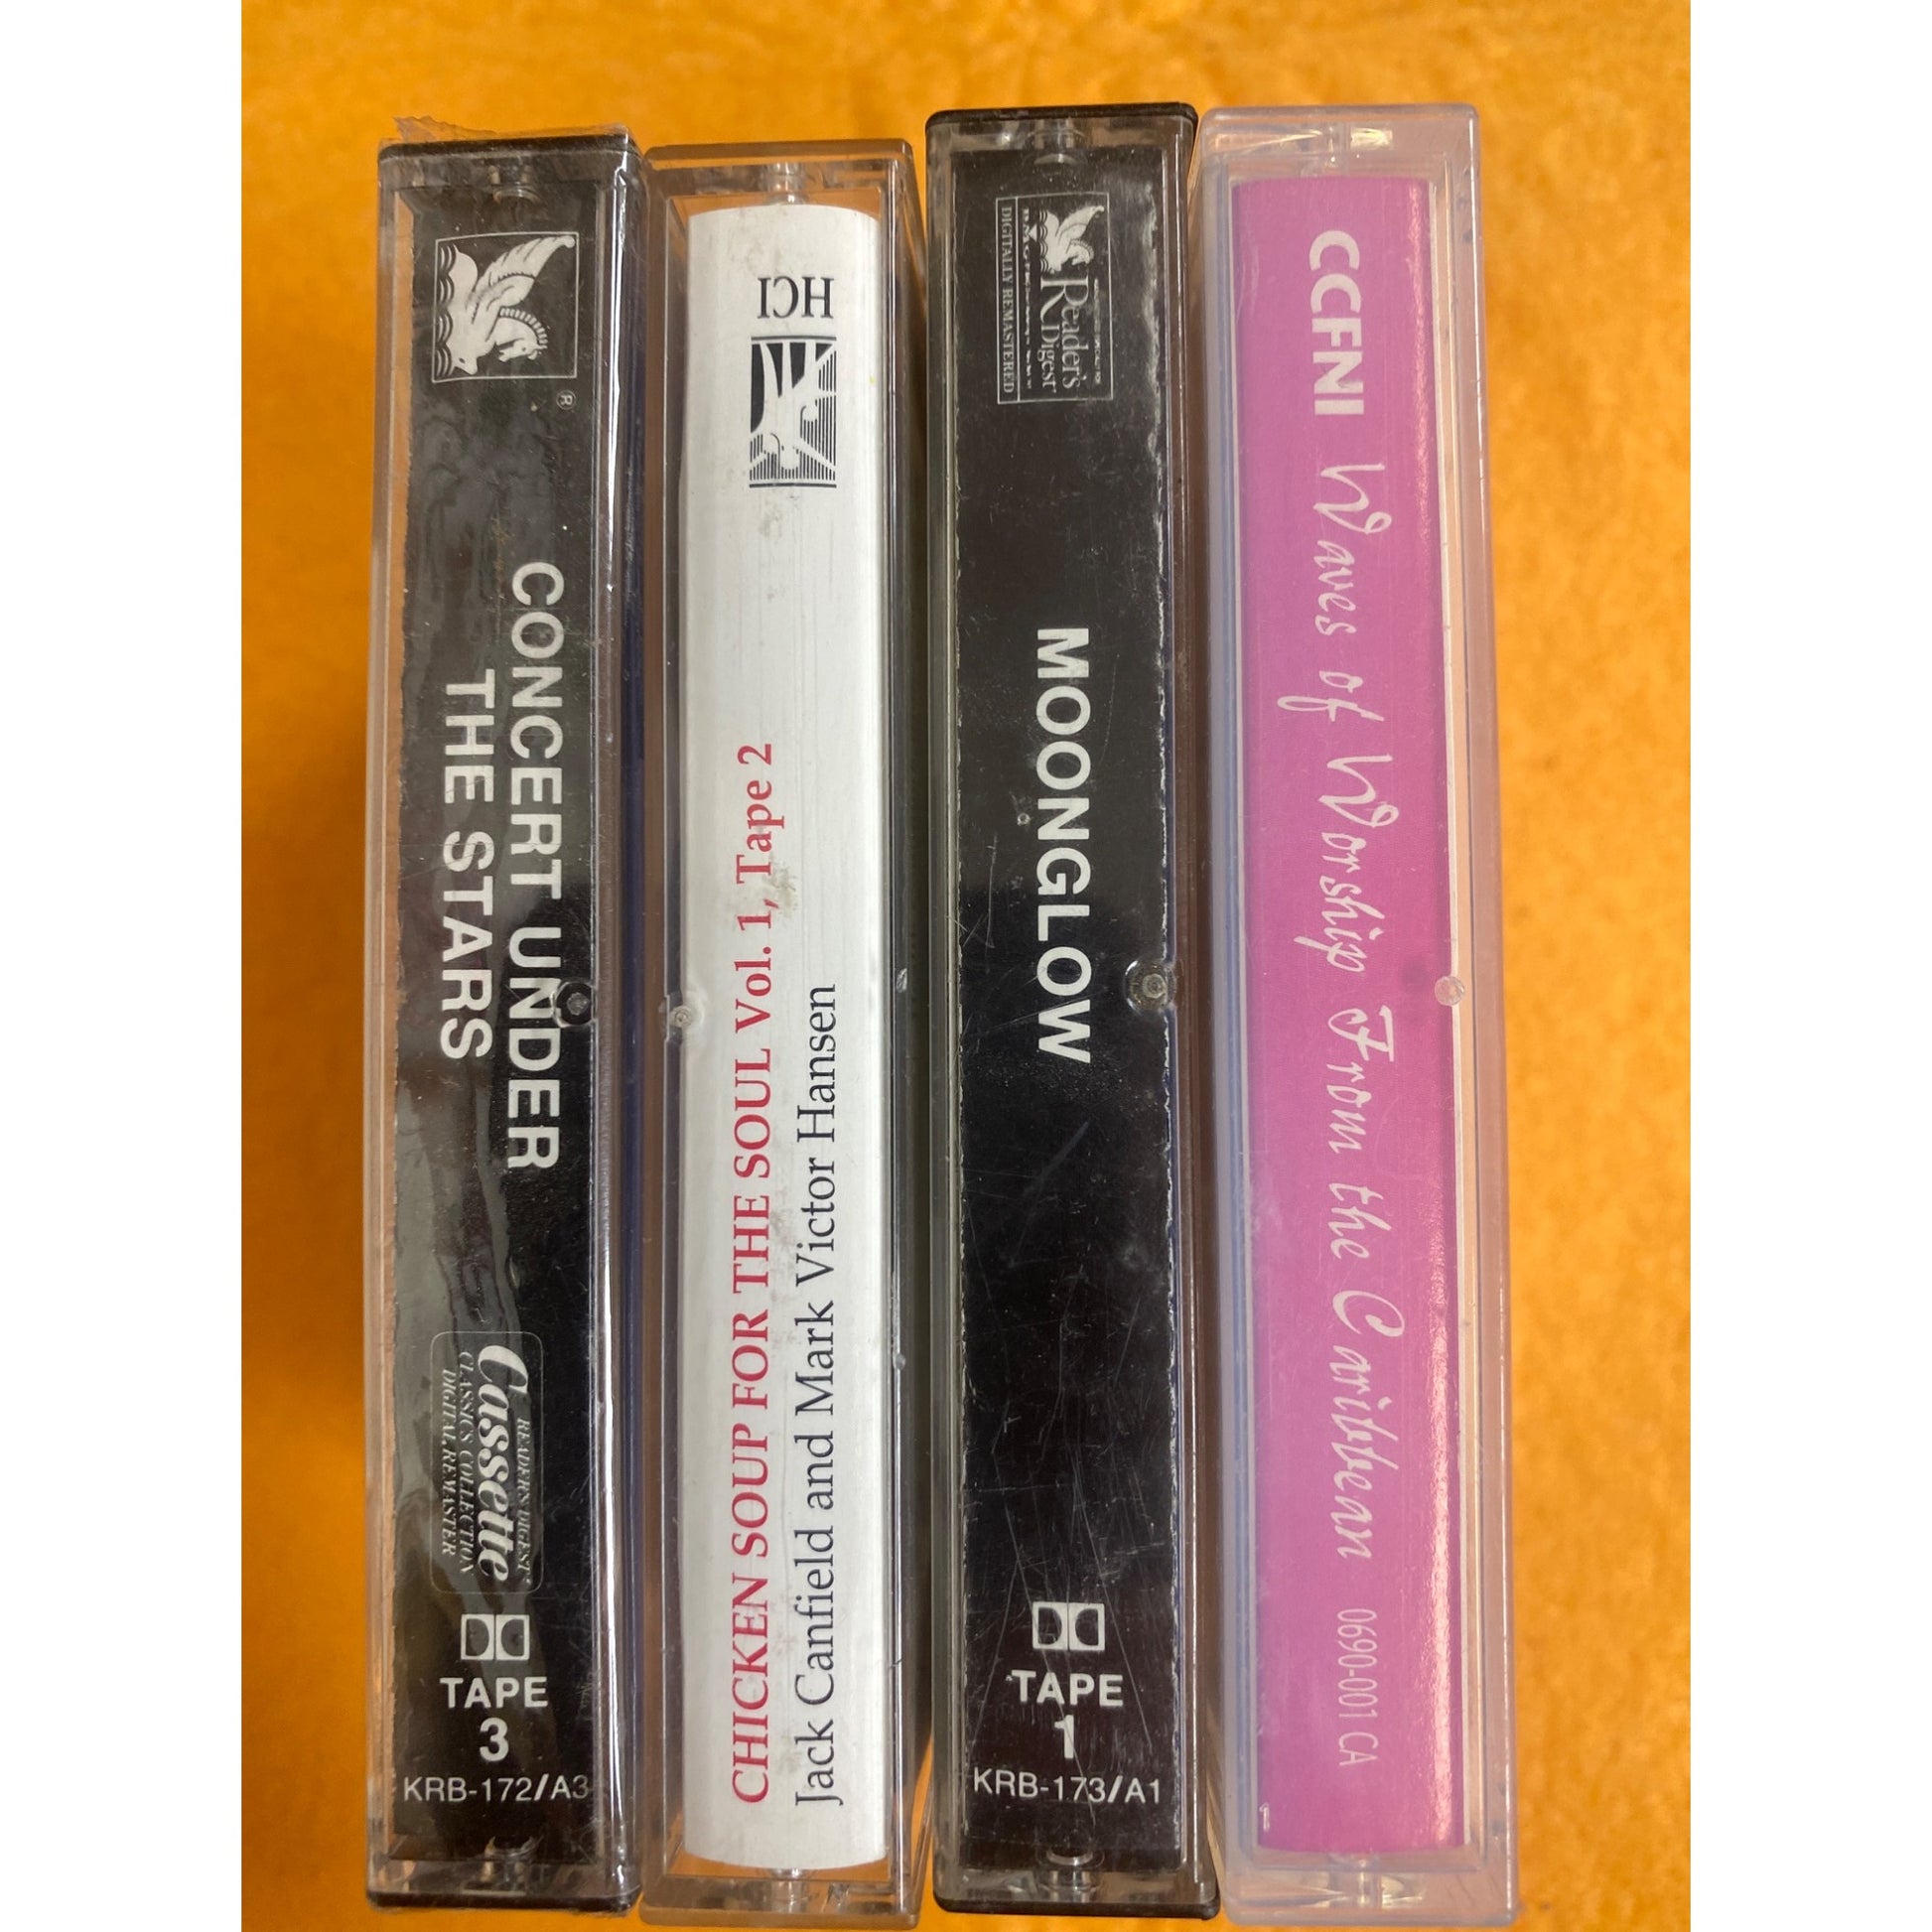 ®
CONCERT UNDER
THE STARS
READER'S DIGEST™
Cassette
CLASSICS COLLECTION
DIGITAL REMASTER
TAPE
3
KRB-172/A3
HCI
CHICKEN SOUP FOR THE SOUL Vol. 1, Tape 2
Jack Canfield and Mark Victor Hansen
Reader's
Digest
DIGITALLY REMASTERED
MOONGLOW
TAPE
1
KRB-173/A1
CCFNI Waves of Worship From the Caribbean 0690-001 CA